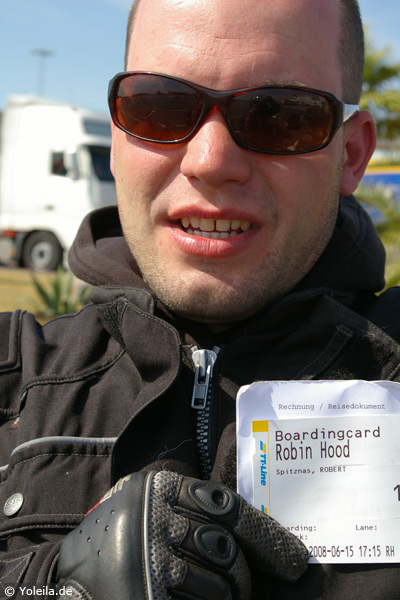 Rechnung / Reisedokument
Boardingcard
Robin Hood
Spitznas, ROBERT
TT-Line
1
Lane:
2008-06-15 17:15 RH
© Yoleila.de